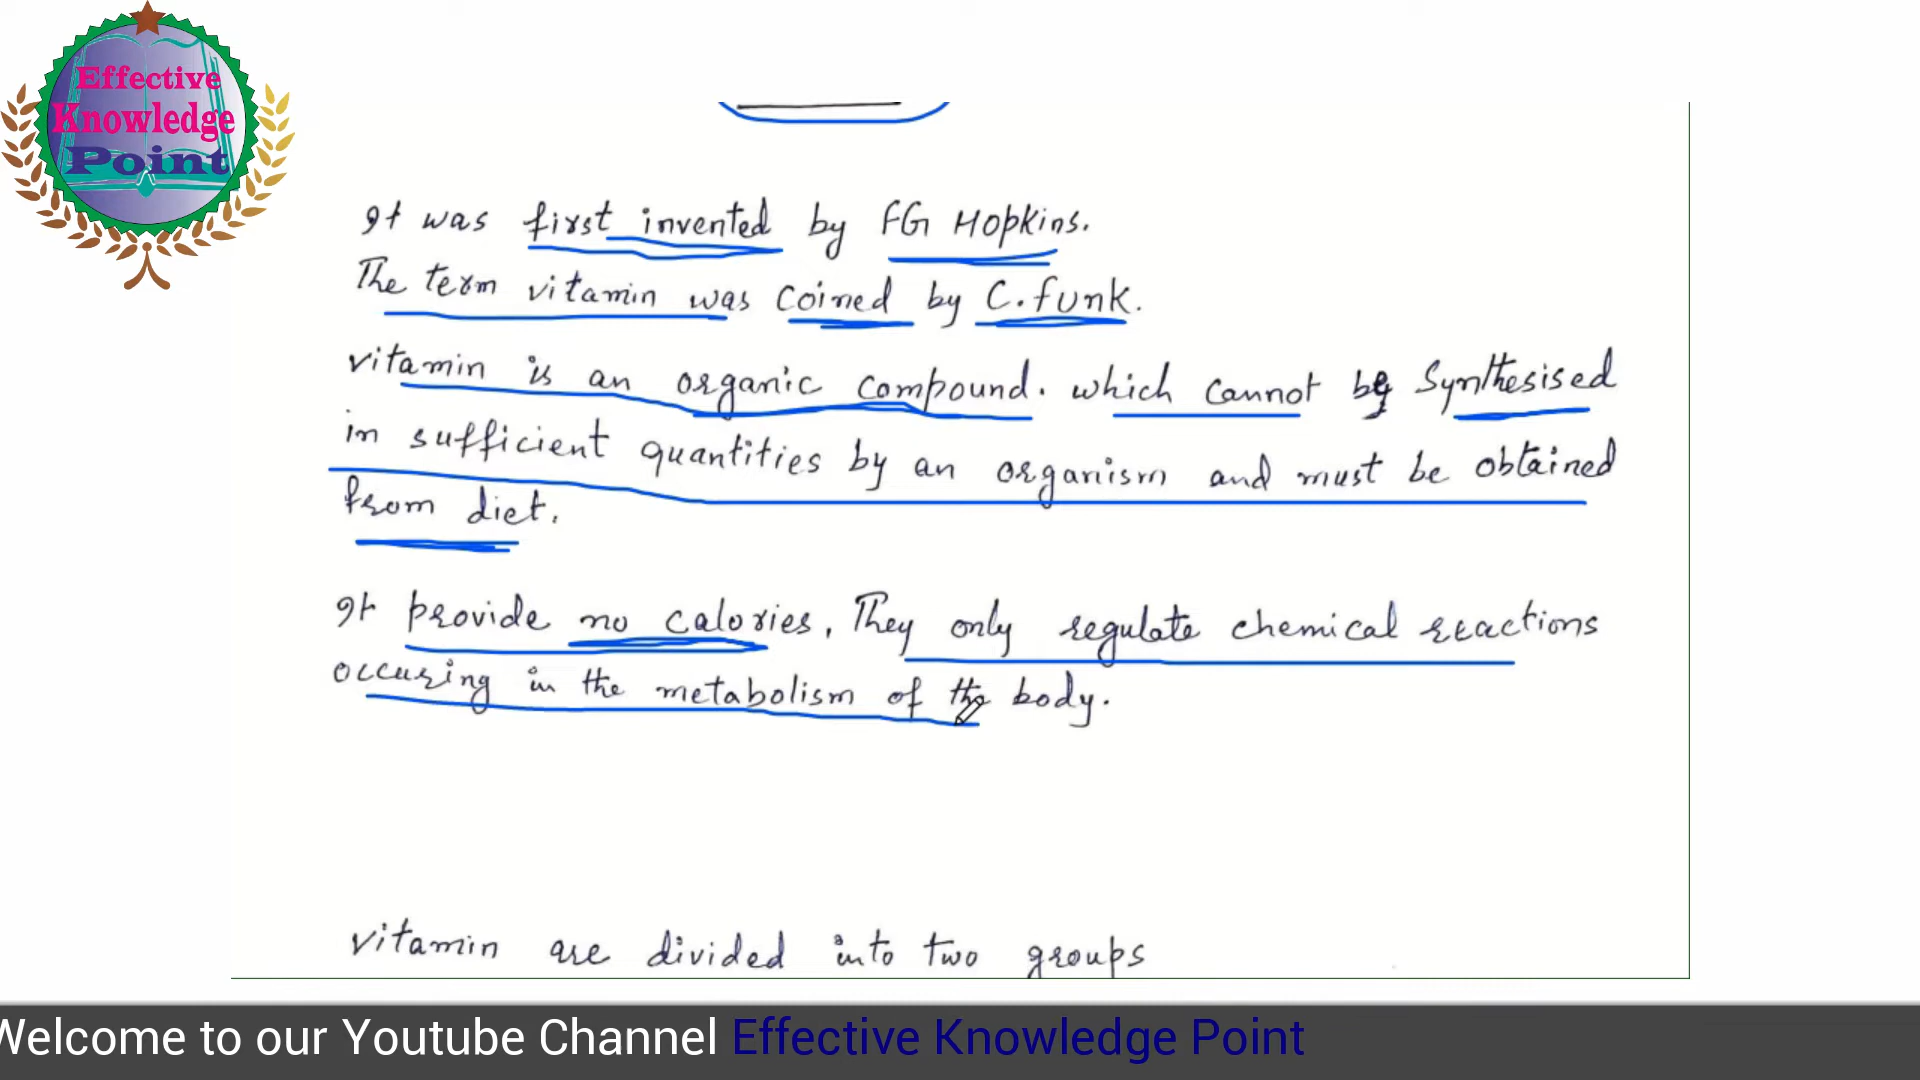 Effective
Knowledge
Point
It was first invented by FG Hopkins.
The term vitamin was coined by C. funk.
vitamin is an organic compound. which cannot be synthesised
in sufficient quantities by an organism and must be obtained
from diet.
It provide no calories. They only regulate chemical reactions
occuring in the metabolism of the body.
vitamin are divided into two groups
Welcome to our Youtube Channel Effective Knowledge Point